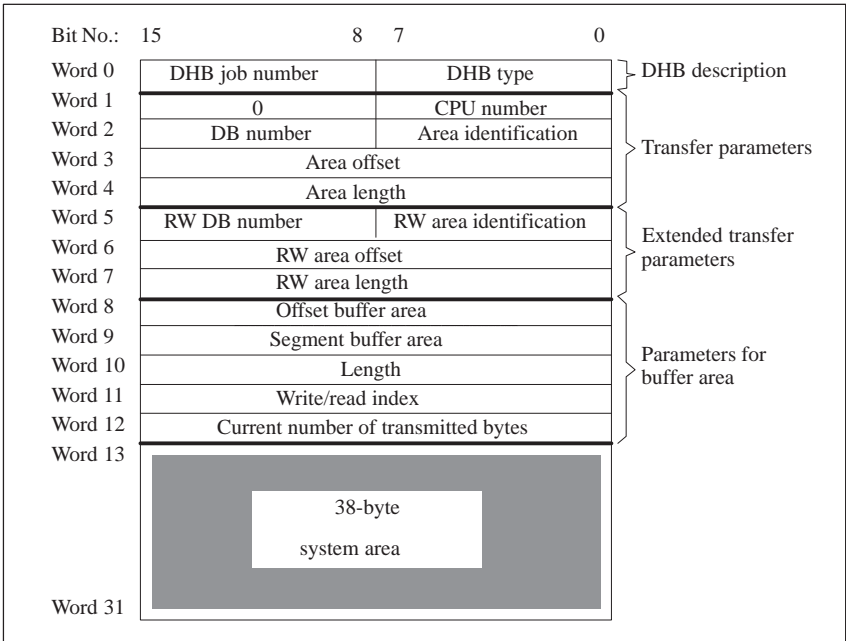 Bit No.: 15 8 7 0
Word 0 DHB job number DHB type DHB description
Word 1 0 CPU number
Word 2 DB number Area identification
Transfer parameters
Word 3 Area offset
Word 4 Area length
Word 5 RW DB number RW area identification
Extended transfer
parameters
Word 6 RW area offset
Word 7 RW area length
Word 8 Offset buffer area
Word 9 Segment buffer area
Parameters for
buffer area
Word 10 Length
Word 11 Write/read index
Word 12 Current number of transmitted bytes
Word 13
38-byte
system area
Word 31